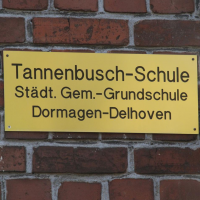 Tannenbusch-Schule
Städt. Gem.-Grundschule
Dormagen-Delhoven